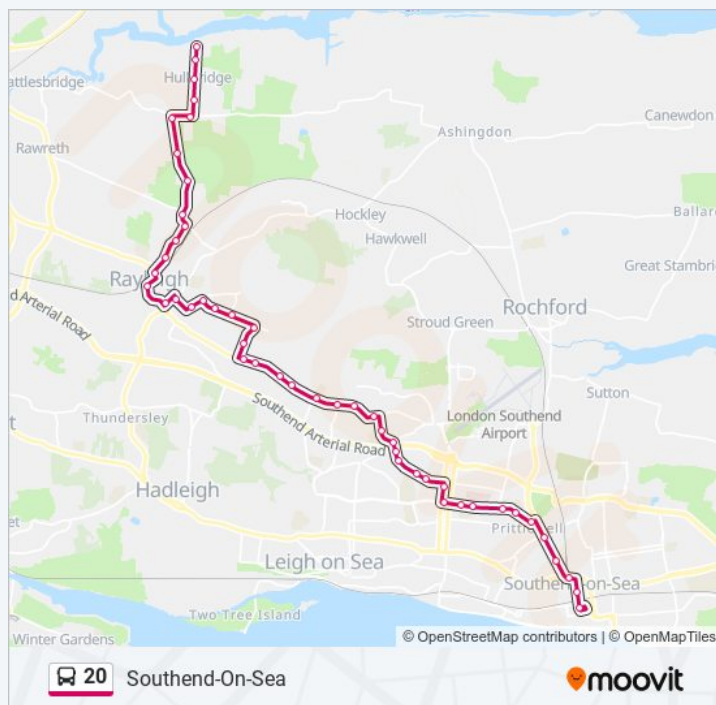 attlesbridge
Hullbridge
Canewdon
Ashingdon
Rawreth
Hockley
Ballard
Hawkwell
Great Stambri
Rayleigh
Rochford
d Arterial Road
Stroud Green
Sutton
Thundersley
Southend Arterial Road
London Southend
Airport
Hadleigh
Prittlewell
Leigh on Sea
Southend-on-Sea
Two Tree Island
Winter Gardens
© OpenStreetMap contributors | © OpenMapTiles
20 Southend-On-Sea
moovit